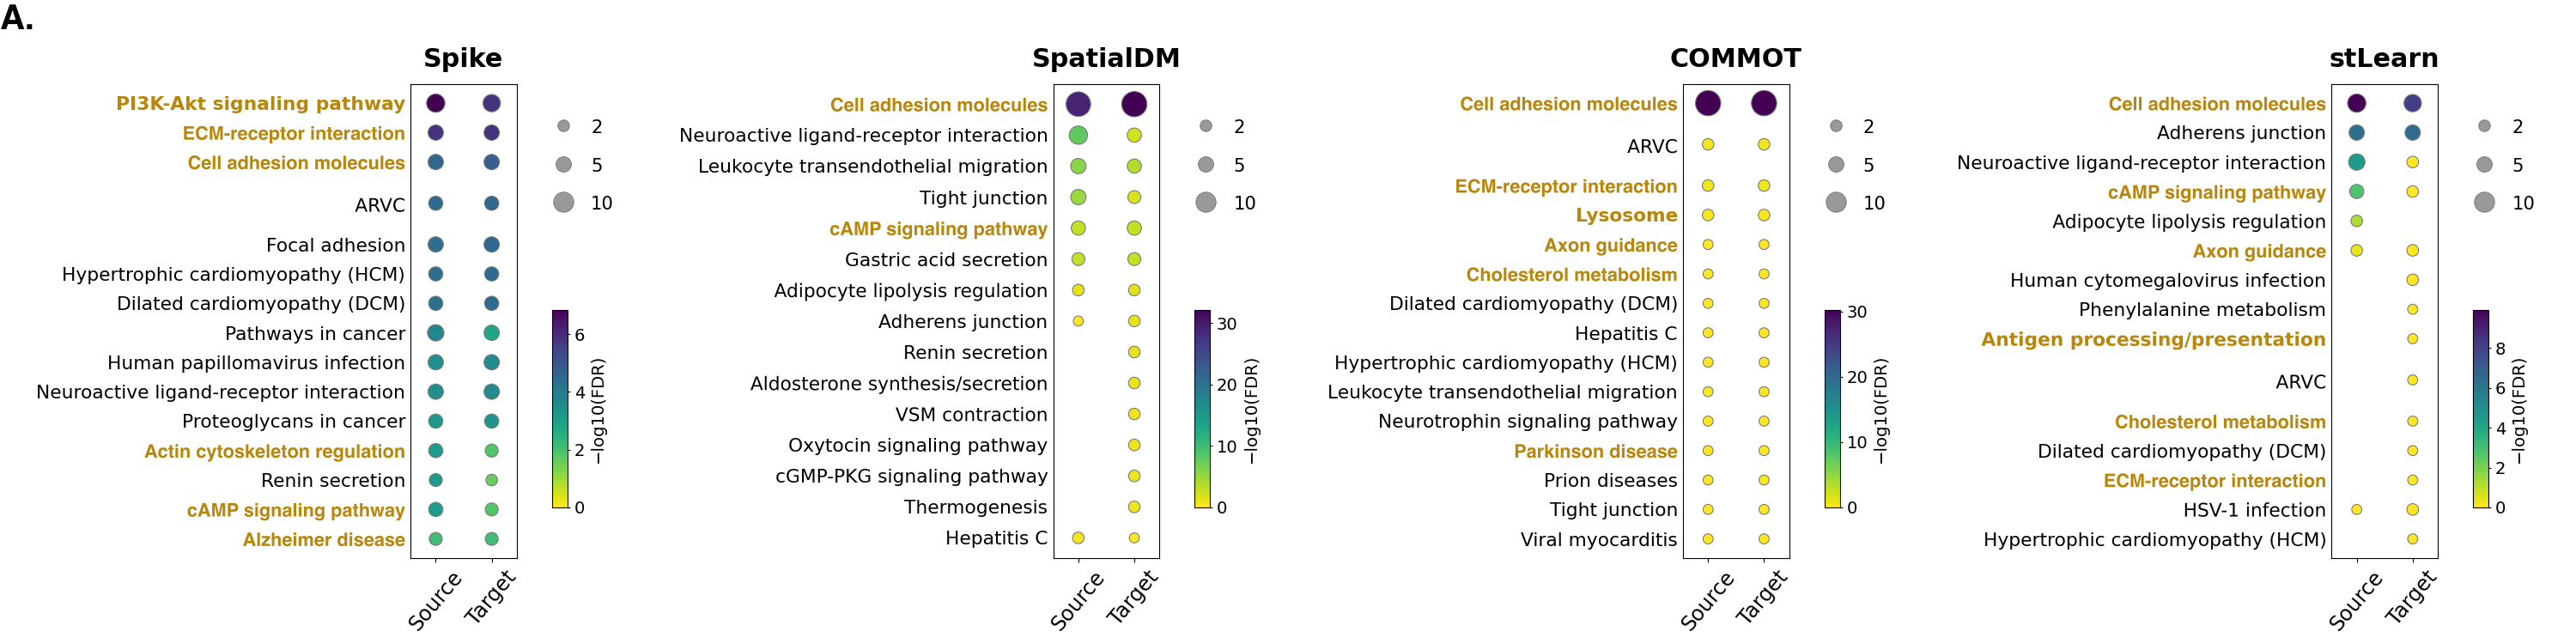 A.
Spike
PI3K-Akt signaling pathway
ECM-receptor interaction
Cell adhesion molecules
ARVC
Focal adhesion
Hypertrophic cardiomyopathy (HCM)
Dilated cardiomyopathy (DCM)
Pathways in cancer
Human papillomavirus infection
Neuroactive ligand-receptor interaction
Proteoglycans in cancer
Actin cytoskeleton regulation
Renin secretion
cAMP signaling pathway
Alzheimer disease
Source
Target
2
5
10
6
4
2
0
−log10(FDR)
SpatialDM
Cell adhesion molecules
Neuroactive ligand-receptor interaction
Leukocyte transendothelial migration
Tight junction
cAMP signaling pathway
Gastric acid secretion
Adipocyte lipolysis regulation
Adherens junction
Renin secretion
Aldosterone synthesis/secretion
VSM contraction
Oxytocin signaling pathway
cGMP-PKG signaling pathway
Thermogenesis
Hepatitis C
Source
Target
2
5
10
30
20
10
0
−log10(FDR)
COMMOT
Cell adhesion molecules
ARVC
ECM-receptor interaction
Lysosome
Axon guidance
Cholesterol metabolism
Dilated cardiomyopathy (DCM)
Hepatitis C
Hypertrophic cardiomyopathy (HCM)
Leukocyte transendothelial migration
Neurotrophin signaling pathway
Parkinson disease
Prion diseases
Tight junction
Viral myocarditis
Source
Target
2
5
10
30
20
10
0
−log10(FDR)
stLearn
Cell adhesion molecules
Adherens junction
Neuroactive ligand-receptor interaction
cAMP signaling pathway
Adipocyte lipolysis regulation
Axon guidance
Human cytomegalovirus infection
Phenylalanine metabolism
Antigen processing/presentation
ARVC
Cholesterol metabolism
Dilated cardiomyopathy (DCM)
ECM-receptor interaction
HSV-1 infection
Hypertrophic cardiomyopathy (HCM)
Source
Target
2
5
10
8
6
4
2
0
−log10(FDR)